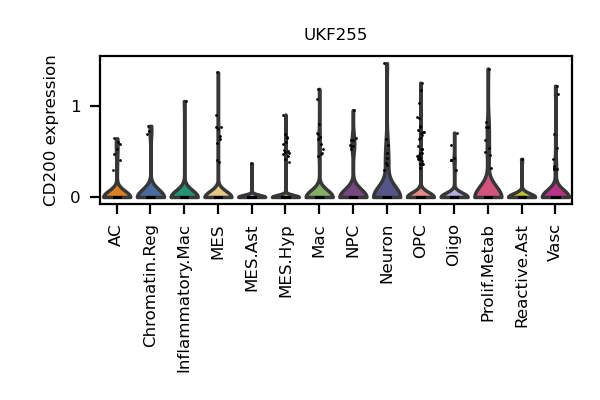 UKF255
CD200 expression
1
0
AC
Chromatin.Reg
Inflammatory.Mac
MES
MES.Ast
MES.Hyp
Mac
NPC
Neuron
OPC
Oligo
Prolif.Metab
Reactive.Ast
Vasc